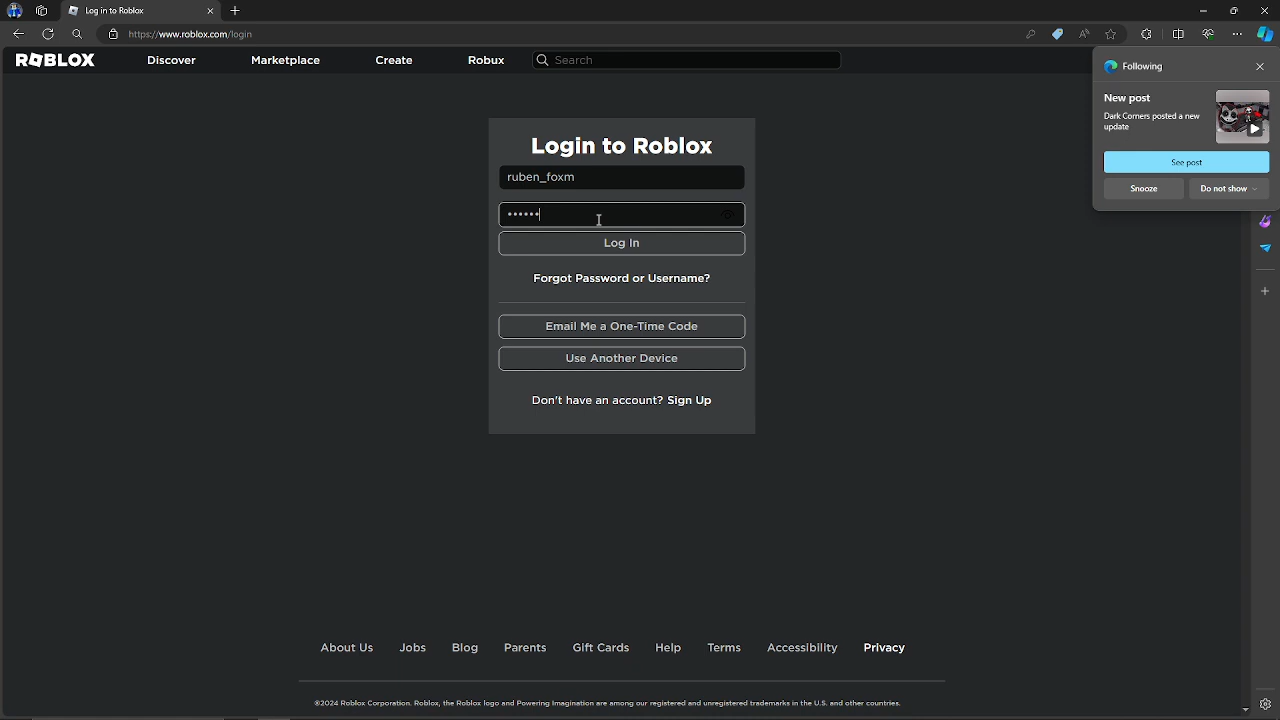 Log in to Roblox
https://www.roblox.com/login
ROBLOX
Discover
Marketplace
Create
Robux
Search
Following
New post
Dark Corners posted a new
update
See post
Snooze
Do not show
Login to Roblox
ruben_foxm
••••••
Log In
Forgot Password or Username?
Email Me a One-Time Code
Use Another Device
Don't have an account? Sign Up
About Us
Jobs
Blog
Parents
Gift Cards
Help
Terms
Accessibility
Privacy
©2024 Roblox Corporation. Roblox, the Roblox logo and Powering Imagination are among our registered and unregistered trademarks in the U.S. and other countries.